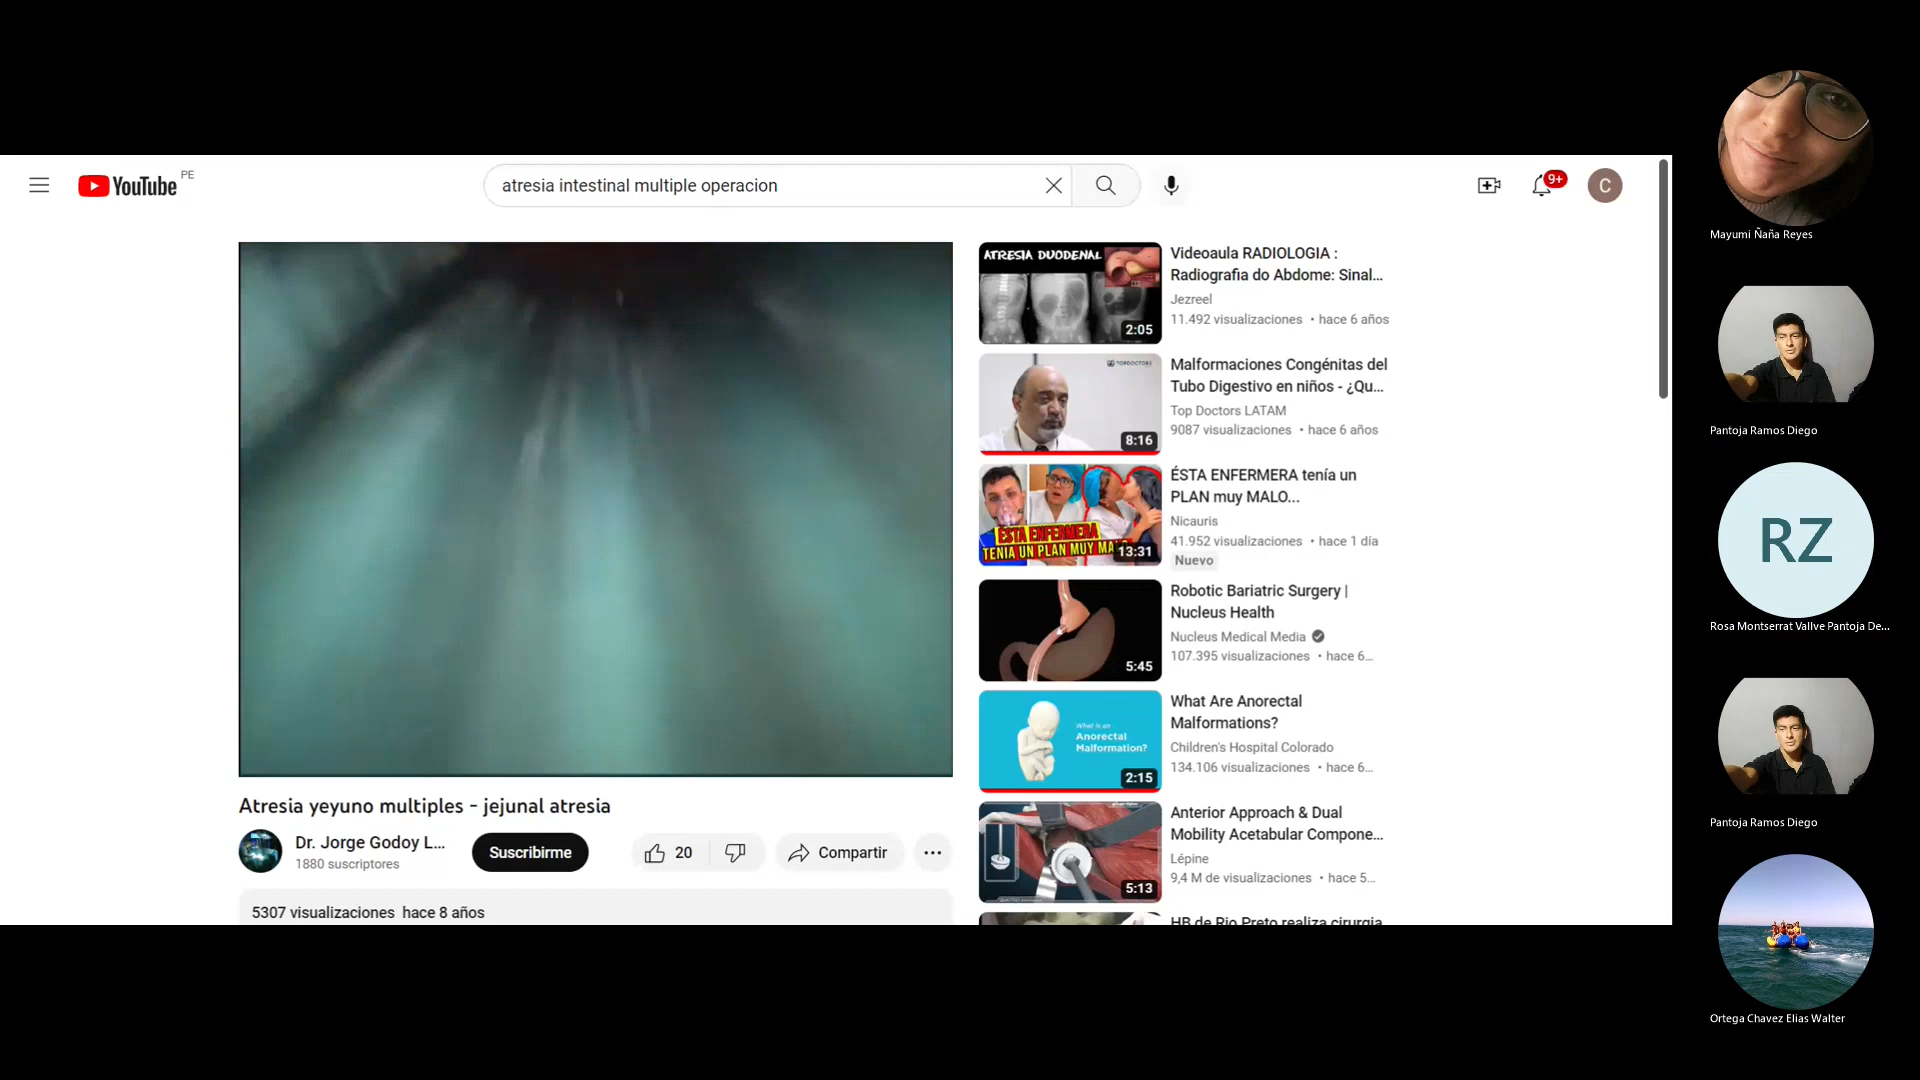 YouTube PE
atresia intestinal multiple operacion
9+
C
Atresia yeyuno multiples - jejunal atresia
Dr. Jorge Godoy L...
1880 suscriptores
Suscribirme
20
Compartir
5307 visualizaciones hace 8 años
ATRESIA DUODENAL
2:05
Videoaula RADIOLOGIA :
Radiografia do Abdome: Sinal...
Jezreel
11.492 visualizaciones • hace 6 años
TOPDOCTORS
8:16
Malformaciones Congénitas del
Tubo Digestivo en niños - ¿Qu...
Top Doctors LATAM
9087 visualizaciones • hace 6 años
ESTA ENFERMERA
TENIA UN PLAN MUY
13:31
ÉSTA ENFERMERA tenía un
PLAN muy MALO...
Nicauris
41.952 visualizaciones • hace 1 día
Nuevo
5:45
Robotic Bariatric Surgery |
Nucleus Health
Nucleus Medical Media
107.395 visualizaciones • hace 6...
What is an
Anorectal
Malformation?
2:15
What Are Anorectal
Malformations?
Children's Hospital Colorado
134.106 visualizaciones • hace 6...
5:13
Anterior Approach & Dual
Mobility Acetabular Compone...
Lépine
9,4 M de visualizaciones • hace 5...
HB de Rio Preto realiza cirurgia
Mayumi Ñaña Reyes
Pantoja Ramos Diego
RZ
Rosa Montserrat Vallve Pantoja De...
Pantoja Ramos Diego
Ortega Chavez Elias Walter